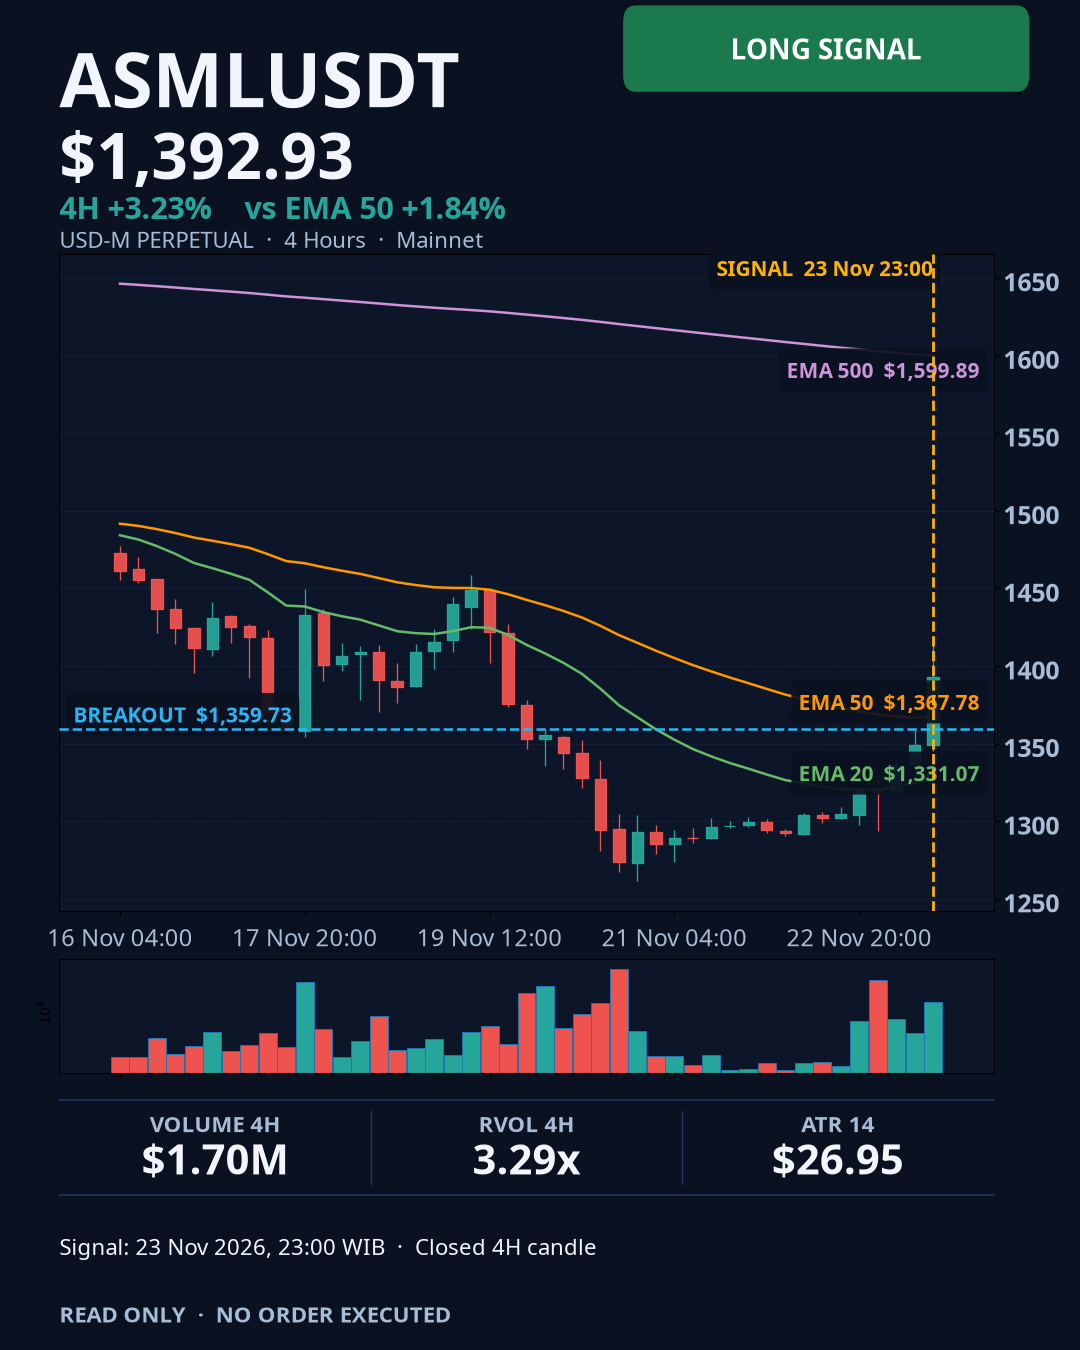 LONG SIGNAL
ASMLUSDT
$1,392.93
4H +3.23% vs EMA 50 +1.84%
USD-M PERPETUAL · 4 Hours · Mainnet
SIGNAL 23 Nov 23:00
1650
1600
EMA 500 $1,599.89
1550
1500
1450
1400
EMA 50 $1,367.78
BREAKOUT $1,359.73
1350
EMA 20 $1,331.07
1300
1250
16 Nov 04:00 17 Nov 20:00 19 Nov 12:00 21 Nov 04:00 22 Nov 20:00
10⁶
VOLUME 4H RVOL 4H ATR 14
$1.70M 3.29x $26.95
Signal: 23 Nov 2026, 23:00 WIB · Closed 4H candle
READ ONLY · NO ORDER EXECUTED